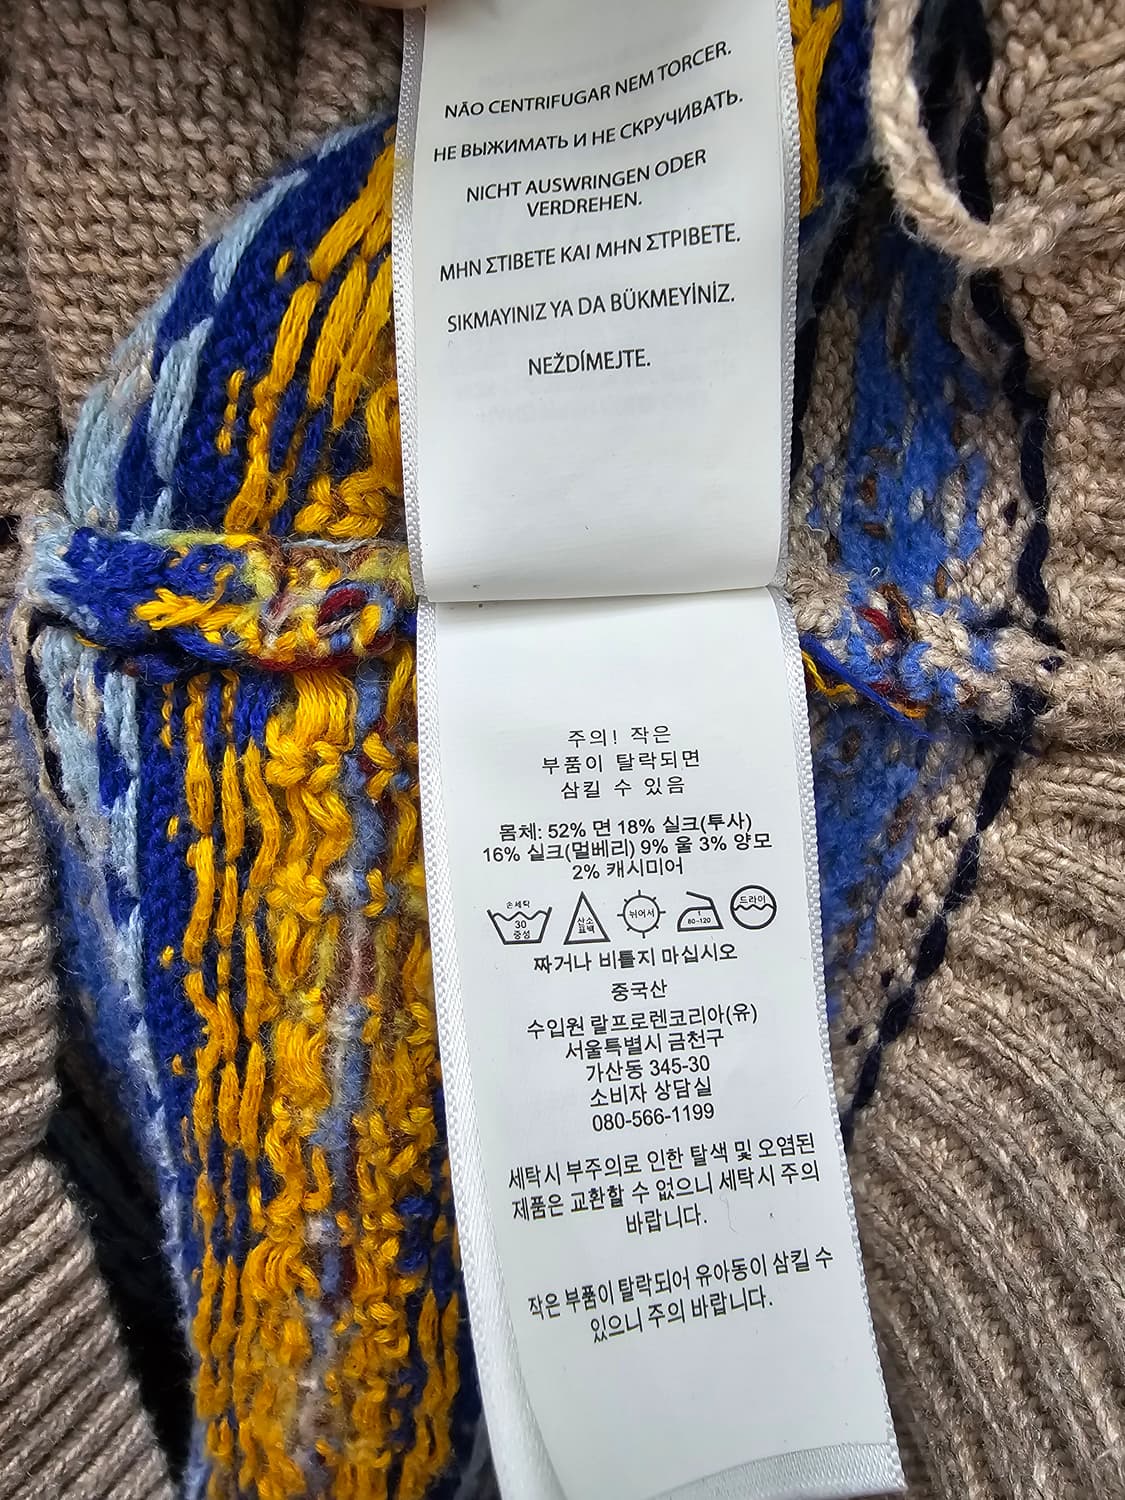 NÃO CENTRIFUGAR NEM TORCER.
НЕ ВЫЖИМАТЬ И НЕ СКРУЧИВАТЬ.
NICHT AUSWRINGEN ODER
VERDREHEN.
ΜΗΝ ΣΤΙΒΕΤΕ ΚΑΙ ΜΗΝ ΣΤΡΙΒΕΤΕ.
SIKMAYINIZ YA DA BÜKMEYİNİZ.
NEŽDÍMEJTE.
주의! 작은
부품이 탈락되면
삼킬 수 있음
몸체: 52% 면 18% 실크(투사)
16% 실크(멀베리) 9% 울 3% 양모
2% 캐시미어
손세탁
30
중성
산소
표백
뉘어서
1
80~120
드라이
짜거나 비틀지 마십시오
중국산
수입원 랄프로렌코리아(유)
서울특별시 금천구
가산동 345-30
소비자 상담실
080-566-1199
세탁시 부주의로 인한 탈색 및 오염된
제품은 교환할 수 없으니 세탁시 주의
바랍니다.
작은 부품이 탈락되어 유아동이 삼킬 수
있으니 주의 바랍니다.